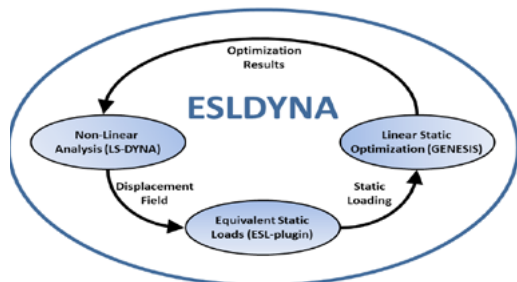 Optimization
Results
ESLDYNA
Non-Linear
Analysis (LS-DYNA)
Linear Static
Optimization (GENESIS)
Displacement
Field
Static
Loading
Equivalent Static
Loads (ESL-plugin)